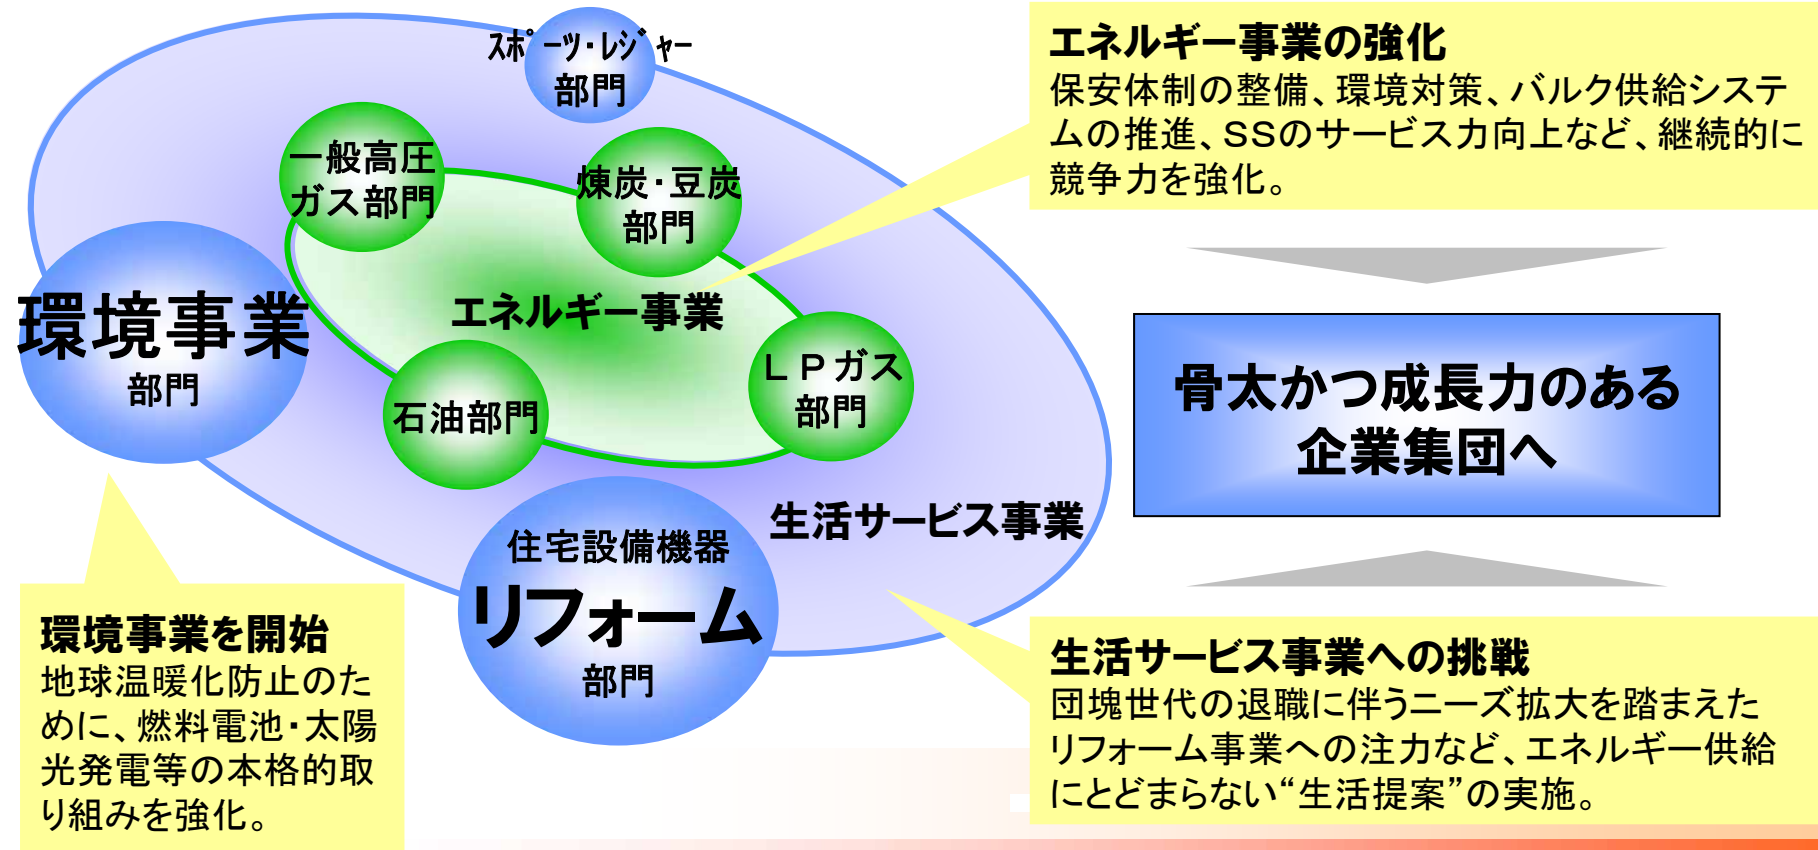 スポーツ・レジャー
部門
一般高圧
ガス部門
煉炭・豆炭
部門
エネルギー事業
環境事業
部門
石油部門
ＬＰガス
部門
生活サービス事業
住宅設備機器
リフォーム
部門
環境事業を開始
地球温暖化防止のた
めに、燃料電池・太陽
光発電等の本格的取
り組みを強化。
エネルギー事業の強化
保安体制の整備、環境対策、バルク供給システ
ムの推進、SSのサービス力向上など、継続的に
競争力を強化。
骨太かつ成長力のある
企業集団へ
生活サービス事業への挑戦
団塊世代の退職に伴うニーズ拡大を踏まえた
リフォーム事業への注力など、エネルギー供給
にとどまらない“生活提案”の実施。